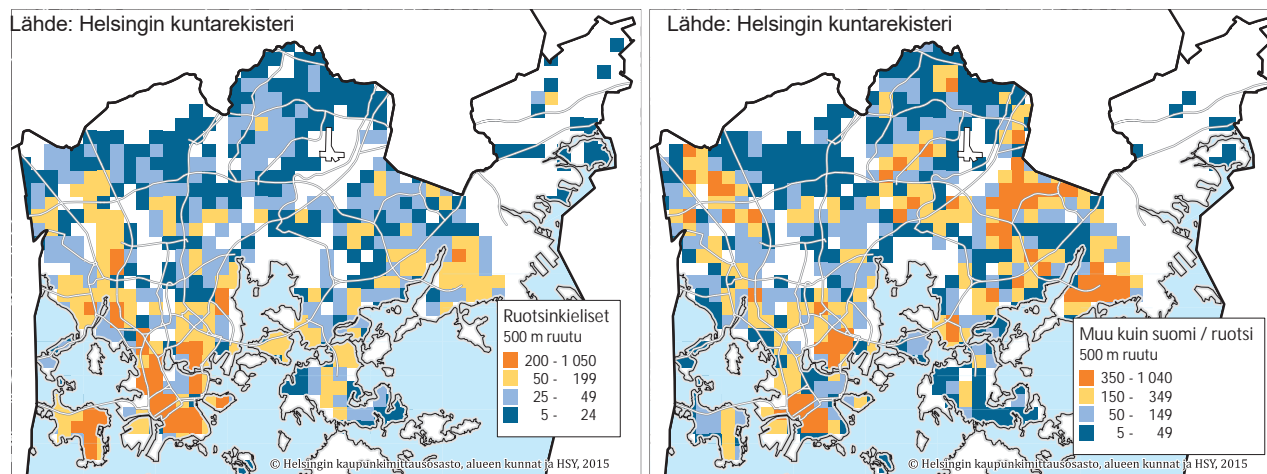 Lähde: Helsingin kuntarekisteri
Ruotsinkieliset
500 m ruutu
200 - 1 050
50 - 199
25 - 49
5 - 24
© Helsingin kaupunkimittausosasto, alueen kunnat ja HSY, 2015
Lähde: Helsingin kuntarekisteri
Muu kuin suomi / ruotsi
500 m ruutu
350 - 1 040
150 - 349
50 - 149
5 - 49
© Helsingin kaupunkimittausosasto, alueen kunnat ja HSY, 2015